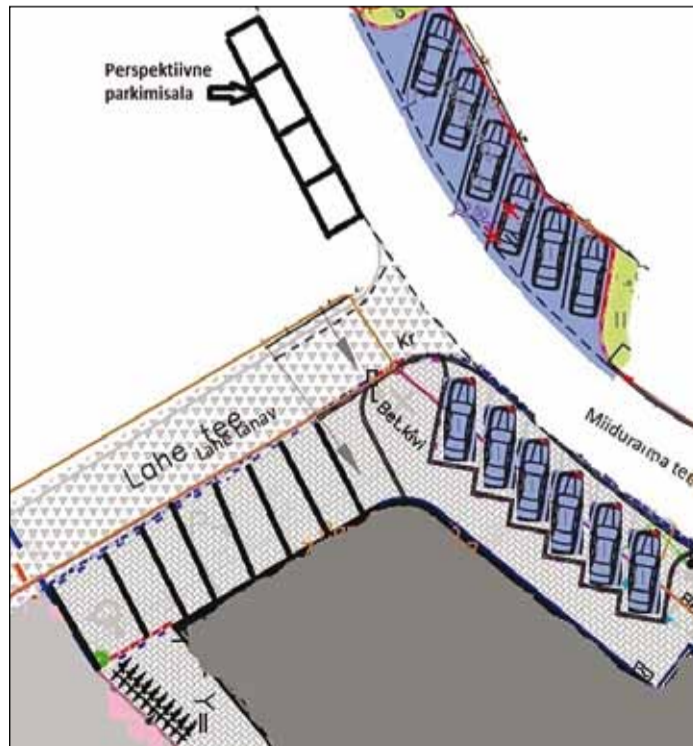 Perspektiivne
parkimisala
Kr
Bet.kivi
Lahe tee
Lahe tänav
Miiduranna tee